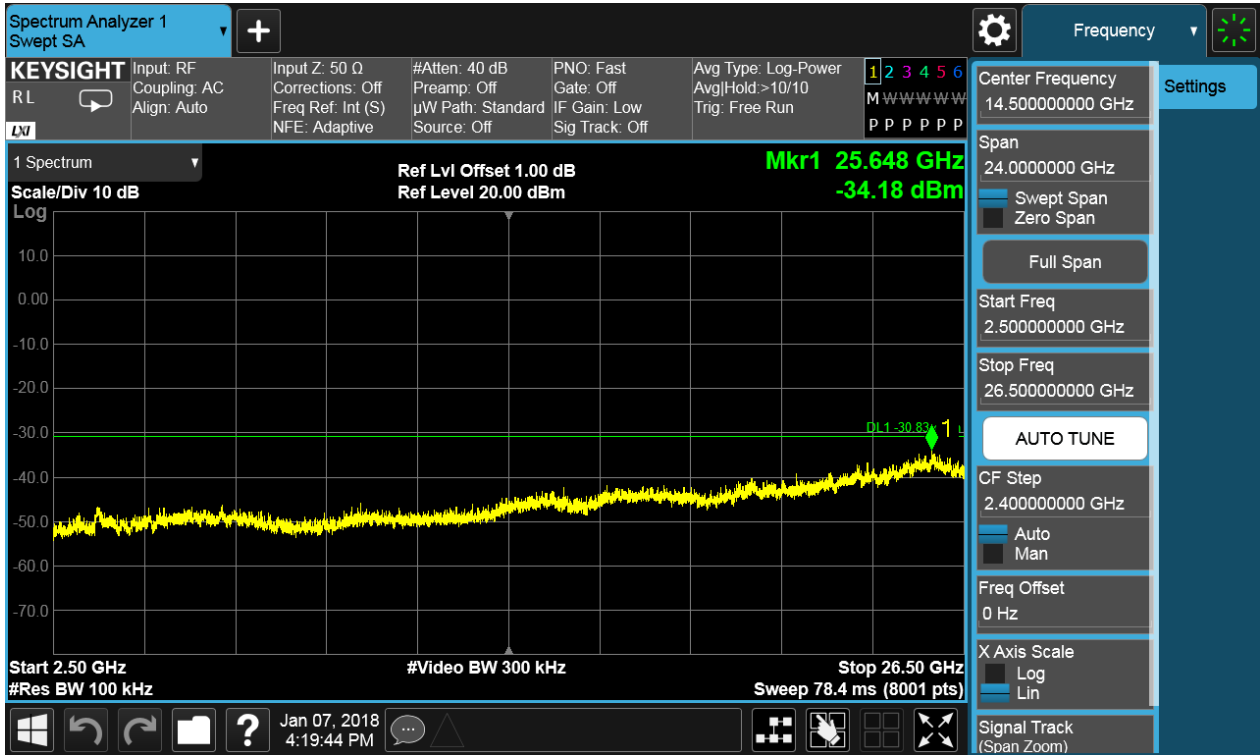 Spectrum Analyzer 1
Swept SA
+
Frequency
KEYSIGHT
RL
LXI
Input: RF
Coupling: AC
Align: Auto
Input Z: 50 Ω
Corrections: Off
Freq Ref: Int (S)
NFE: Adaptive
#Atten: 40 dB
Preamp: Off
µW Path: Standard
Source: Off
PNO: Fast
Gate: Off
IF Gain: Low
Sig Track: Off
Avg Type: Log-Power
Avg|Hold:>10/10
Trig: Free Run
1 2 3 4 5 6
M W W W W W
P P P P P P
1 Spectrum
Scale/Div 10 dB
Log
Ref Lvl Offset 1.00 dB
Ref Level 20.00 dBm
Mkr1 25.648 GHz
-34.18 dBm
10.0
0.00
-10.0
-20.0
-30.0
-40.0
-50.0
-60.0
-70.0
DL1 -30.83
1
Start 2.50 GHz
#Res BW 100 kHz
#Video BW 300 kHz
Stop 26.50 GHz
Sweep 78.4 ms (8001 pts)
Center Frequency
14.500000000 GHz
Span
24.0000000 GHz
Swept Span
Zero Span
Full Span
Start Freq
2.500000000 GHz
Stop Freq
26.500000000 GHz
AUTO TUNE
CF Step
2.400000000 GHz
Auto
Man
Freq Offset
0 Hz
X Axis Scale
Log
Lin
Signal Track
(Span Zoom)
Settings
?
Jan 07, 2018
4:19:44 PM